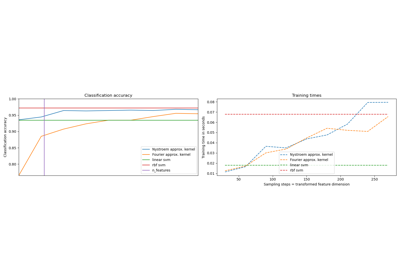 Classification accuracy
Classification accuracy
1.00
0.95
0.90
0.85
0.80
Nystroem approx. kernel
Fourier approx. kernel
linear svm
rbf svm
n_features
Training times
Training time in seconds
0.08
0.07
0.06
0.05
0.04
0.03
0.02
0.01
Nystroem approx. kernel
Fourier approx. kernel
linear svm
rbf svm
50
100
150
200
250
Sampling steps = transformed feature dimension